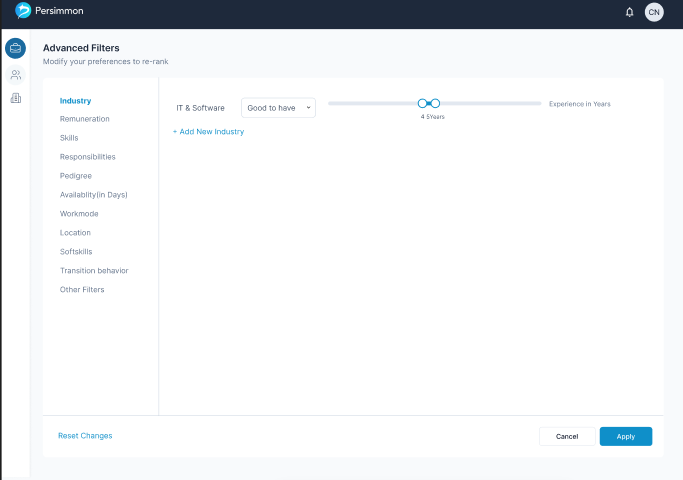 Persimmon
CN
Advanced Filters
Modify your preferences to re-rank
Industry
Remuneration
Skills
Responsibilities
Pedigree
Availablity(in Days)
Workmode
Location
Softskills
Transition behavior
Other Filters
IT & Software
Good to have
4 5Years
Experience in Years
+ Add New Industry
Reset Changes
Cancel
Apply